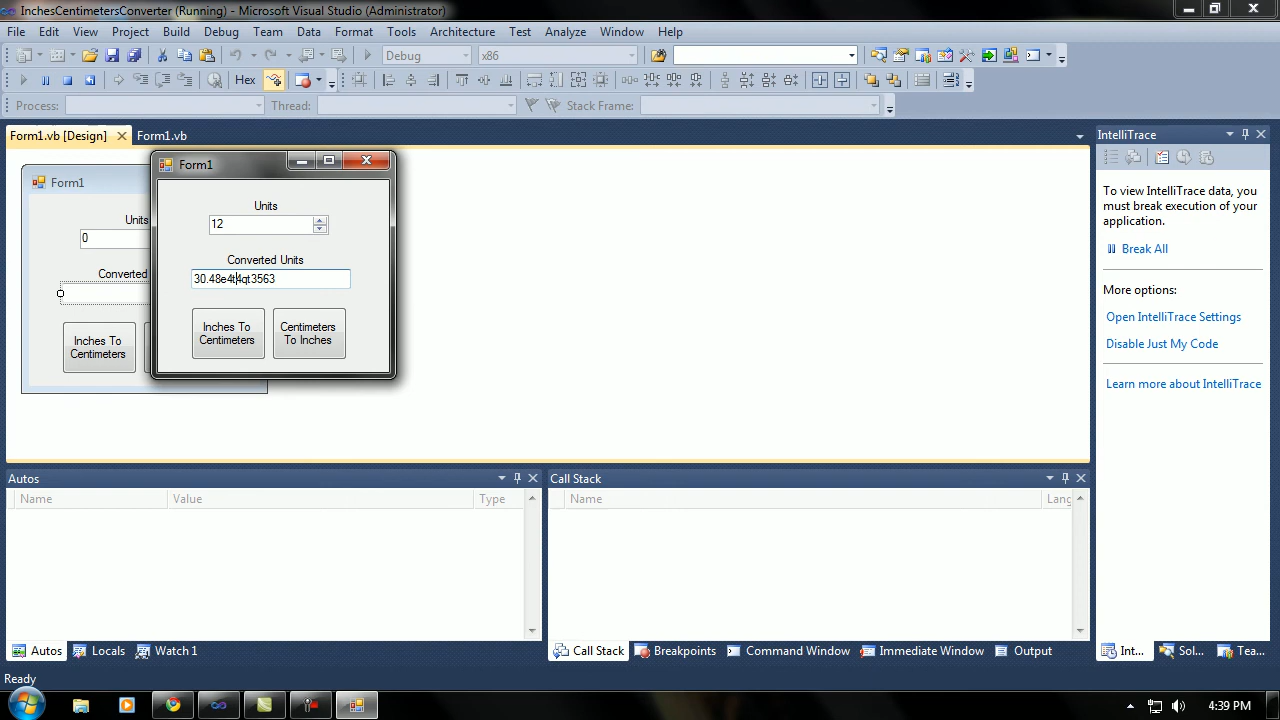 InchesCentimetersConverter (Running) - Microsoft Visual Studio (Administrator)
File Edit View Project Build Debug Team Data Format Tools Architecture Test Analyze Window Help
Debug x86
Hex
Process: Thread: Stack Frame:
Form1.vb [Design] Form1.vb
IntelliTrace
Form1
Form1
To view IntelliTrace data, you
must break execution of your
application.
Units
Units
0
12
Break All
Converted
Converted Units
30.48e4t4qt3563
More options:
Open IntelliTrace Settings
Inches To
Centimeters
Inches To
Centimeters
Centimeters
To Inches
Disable Just My Code
Learn more about IntelliTrace
Autos
Call Stack
Name Value Type
Name Lang
Autos Locals Watch 1
Call Stack Breakpoints Command Window Immediate Window Output
Int... Sol... Tea...
Ready
4:39 PM